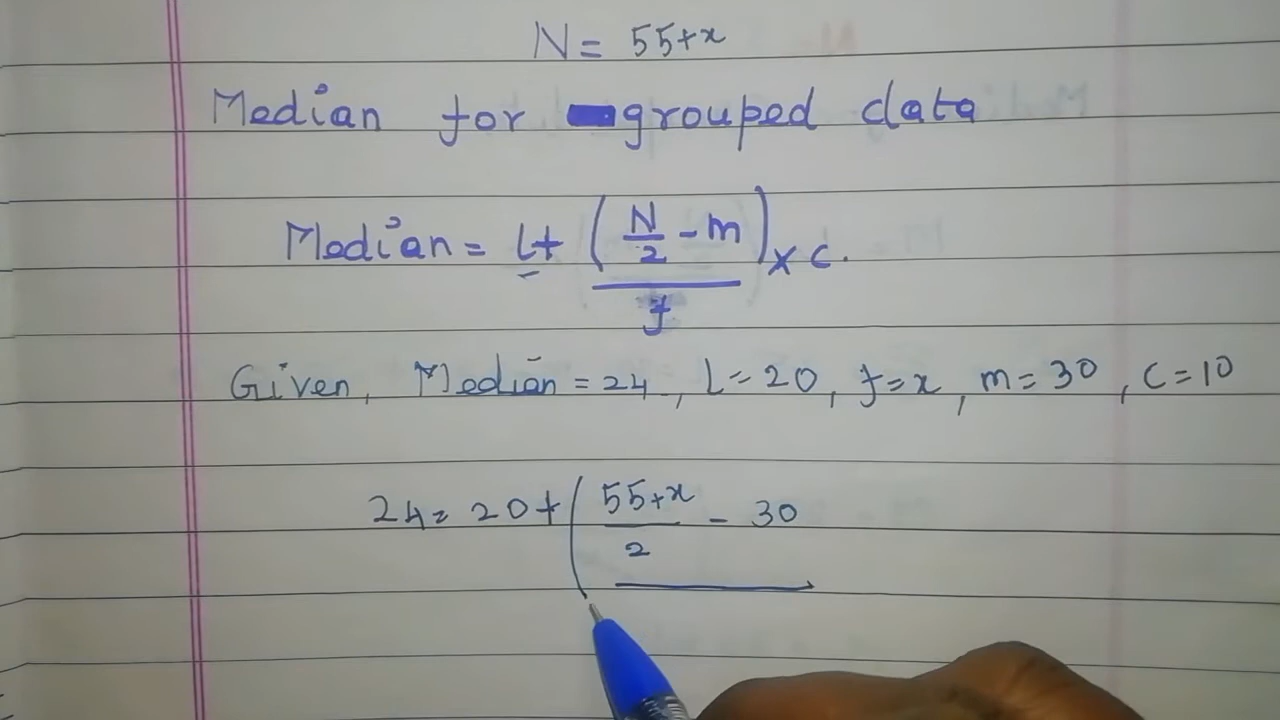 N = 55+x
Median for grouped data
Median = l + (N/2 - m)/f × c.
Given, Median = 24, l = 20, f = x, m = 30, c = 10
24 = 20 + ( 55+x/2 - 30